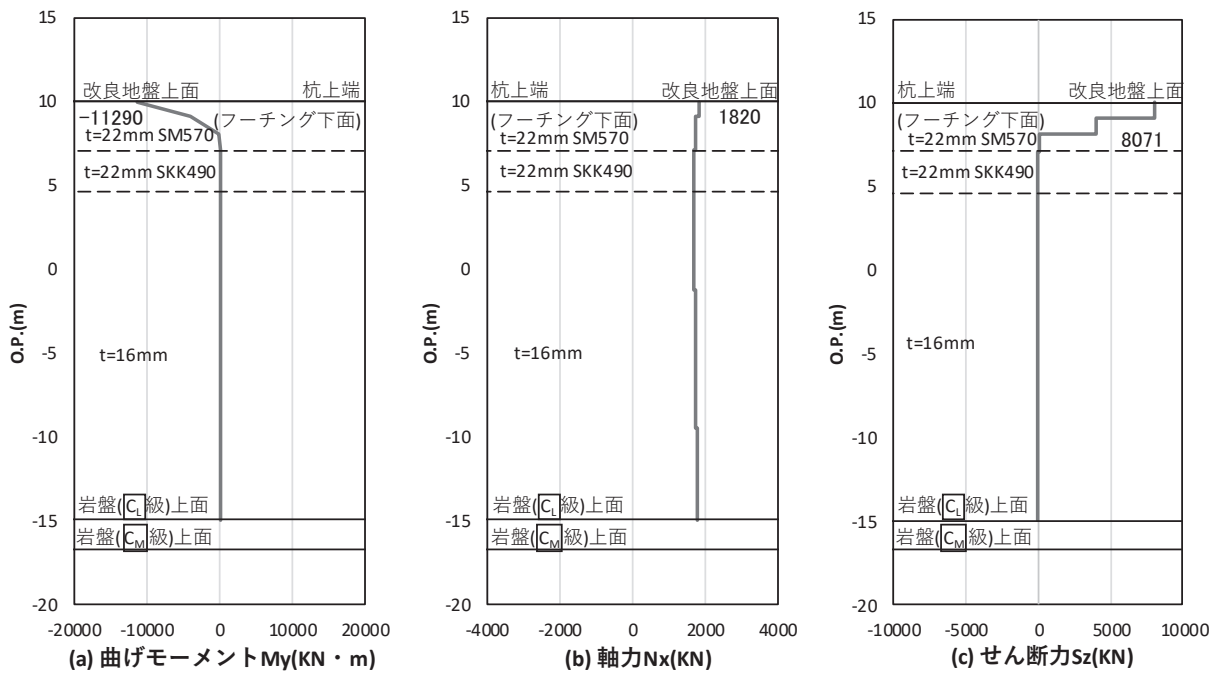 15
10
5
0
-5
-10
-15
-20
O.P.(m)
改良地盤上面 杭上端
-11290 (フーチング下面)
t=22mm SM570
t=22mm SKK490
t=16mm
岩盤(CL級)上面
岩盤(CM級)上面
-20000 -10000 0 10000 20000
(a) 曲げモーメントMy(KN・m)
15
10
5
0
-5
-10
-15
-20
O.P.(m)
杭上端 改良地盤上面
(フーチング下面) 1820
t=22mm SM570
t=22mm SKK490
t=16mm
岩盤(CL級)上面
岩盤(CM級)上面
-4000 -2000 0 2000 4000
(b) 軸力Nx(KN)
15
10
5
0
-5
-10
-15
-20
O.P.(m)
杭上端 改良地盤上面
(フーチング下面)
t=22mm SM570 8071
t=22mm SKK490
t=16mm
岩盤(CL級)上面
岩盤(CM級)上面
-10000 -5000 0 5000 10000
(c) せん断力Sz(KN)